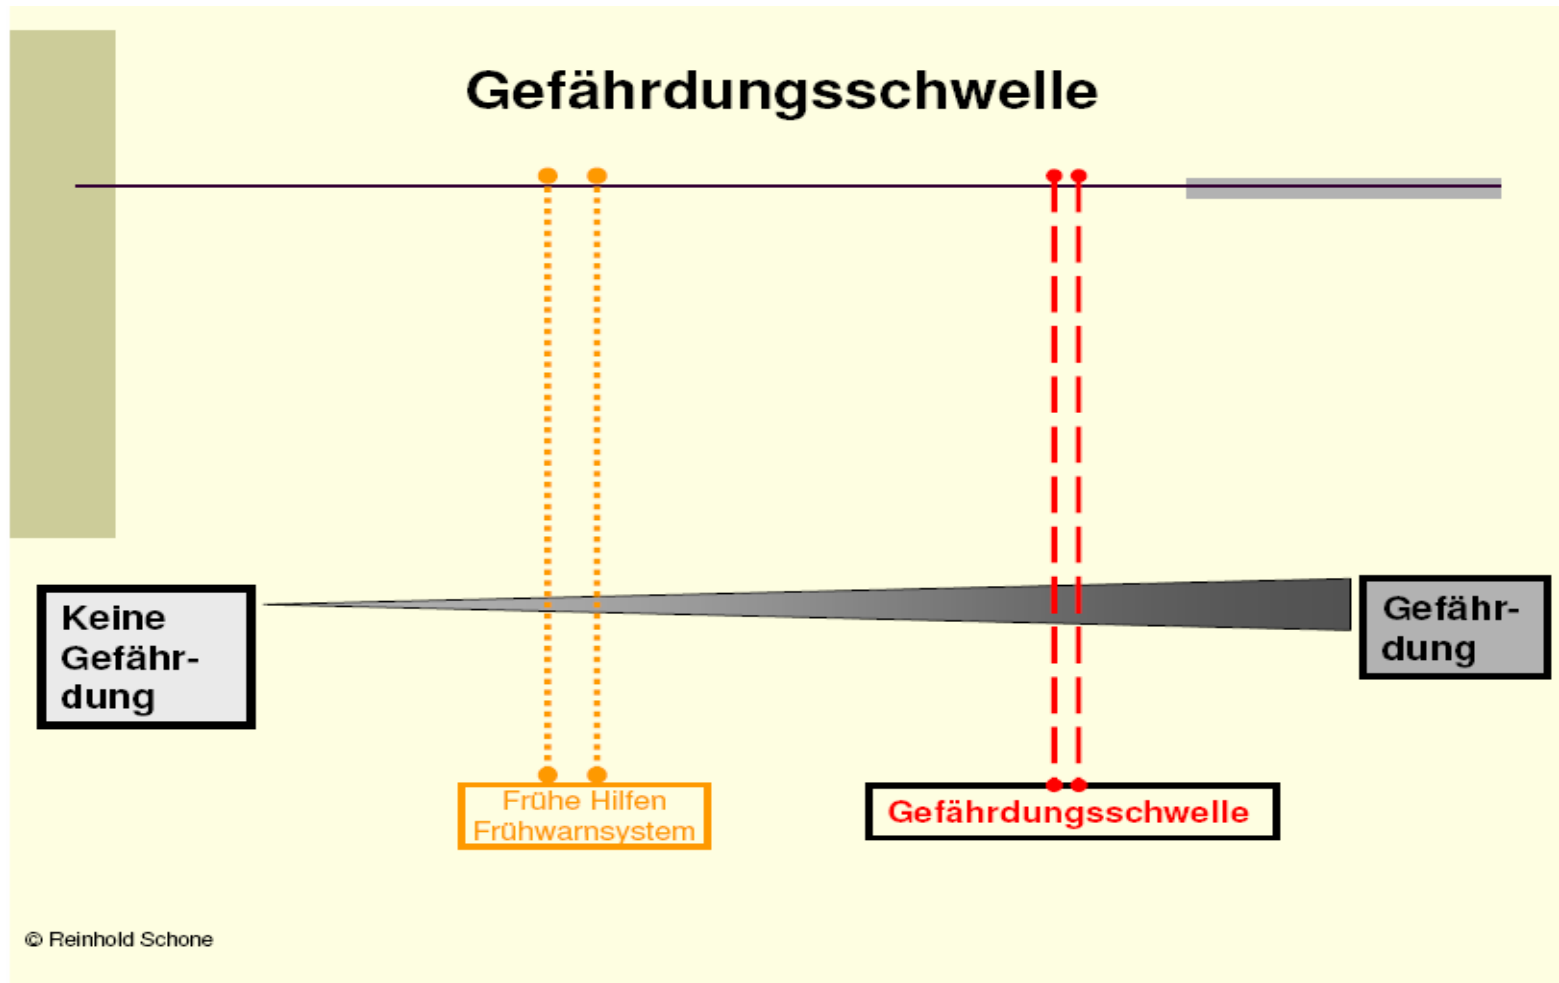 Gefährdungsschwelle
Keine
Gefähr-
dung
Gefähr-
dung
Frühe Hilfen
Frühwarnsystem
Gefährdungsschwelle
© Reinhold Schone